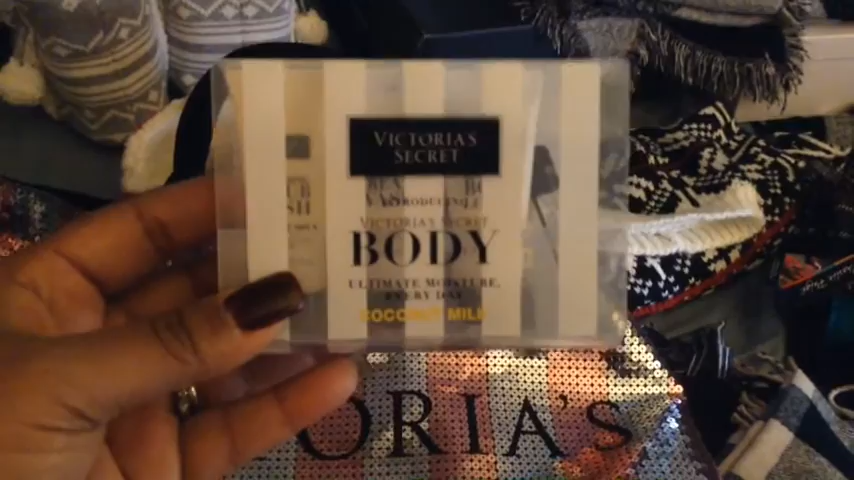 VICTORIA'S
SECRET
INTRODUCING
VICTORIA'S SECRET
BODY
ULTIMATE MOISTURE,
EVERY DAY
COCONUT MILK
ORIA'S